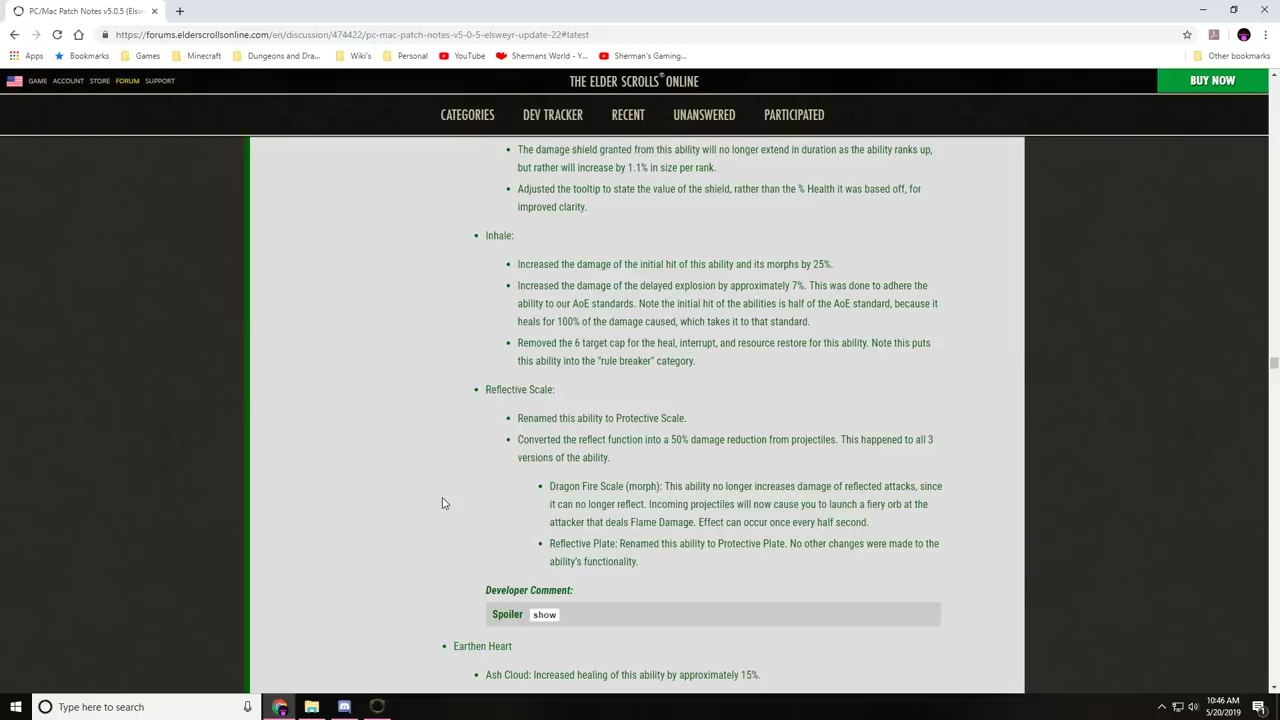 PC/Mac Patch Notes v5.0.5 (Elswe
https://forums.elderscrollsonline.com/en/discussion/474422/pc-mac-patch-notes-v5-0-5-elsweyr-update-22#latest
Apps Bookmarks Games Minecraft Dungeons and Dra... Wiki's Personal YouTube Shermans World - Y... Sherman's Gaming... Other bookmarks
GAME ACCOUNT STORE FORUM SUPPORT THE ELDER SCROLLS® ONLINE BUY NOW
CATEGORIES DEV TRACKER RECENT UNANSWERED PARTICIPATED
• The damage shield granted from this ability will no longer extend in duration as the ability ranks up,
but rather will increase by 1.1% in size per rank.
• Adjusted the tooltip to state the value of the shield, rather than the % Health it was based off, for
improved clarity.
• Inhale:
• Increased the damage of the initial hit of this ability and its morphs by 25%.
• Increased the damage of the delayed explosion by approximately 7%. This was done to adhere the
ability to our AoE standards. Note the initial hit of the abilities is half of the AoE standard, because it
heals for 100% of the damage caused, which takes it to that standard.
• Removed the 6 target cap for the heal, interrupt, and resource restore for this ability. Note this puts
this ability into the "rule breaker" category.
• Reflective Scale:
• Renamed this ability to Protective Scale.
• Converted the reflect function into a 50% damage reduction from projectiles. This happened to all 3
versions of the ability.
• Dragon Fire Scale (morph): This ability no longer increases damage of reflected attacks, since
it can no longer reflect. Incoming projectiles will now cause you to launch a fiery orb at the
attacker that deals Flame Damage. Effect can occur once every half second.
• Reflective Plate: Renamed this ability to Protective Plate. No other changes were made to the
ability's functionality.
Developer Comment:
Spoiler show
• Earthen Heart
• Ash Cloud: Increased healing of this ability by approximately 15%.
Type here to search
10:46 AM
5/20/2019